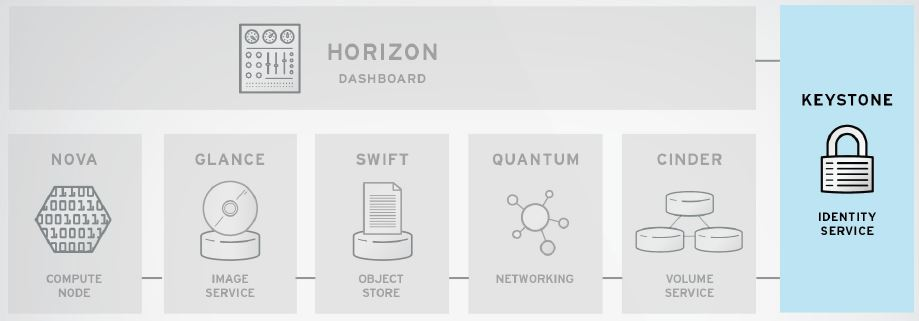 HORIZON
DASHBOARD
KEYSTONE
IDENTITY
SERVICE
NOVA
COMPUTE
NODE
GLANCE
IMAGE
SERVICE
SWIFT
OBJECT
STORE
QUANTUM
NETWORKING
CINDER
VOLUME
SERVICE